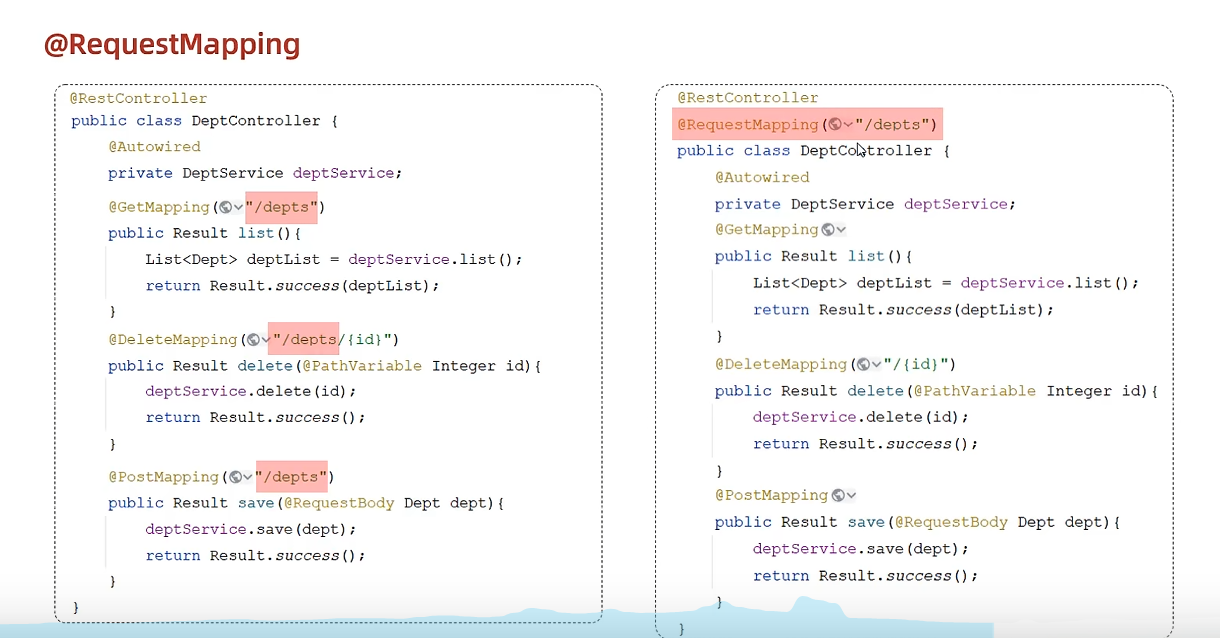 @RequestMapping
@RestController
public class DeptController {
@Autowired
private DeptService deptService;
@GetMapping("/depts")
public Result list(){
List<Dept> deptList = deptService.list();
return Result.success(deptList);
}
@DeleteMapping("/depts/{id}")
public Result delete(@PathVariable Integer id){
deptService.delete(id);
return Result.success();
}
@PostMapping("/depts")
public Result save(@RequestBody Dept dept){
deptService.save(dept);
return Result.success();
}
}
@RestController
@RequestMapping("/depts")
public class DeptController {
@Autowired
private DeptService deptService;
@GetMapping
public Result list(){
List<Dept> deptList = deptService.list();
return Result.success(deptList);
}
@DeleteMapping("/{id}")
public Result delete(@PathVariable Integer id){
deptService.delete(id);
return Result.success();
}
@PostMapping
public Result save(@RequestBody Dept dept){
deptService.save(dept);
return Result.success();
}
}